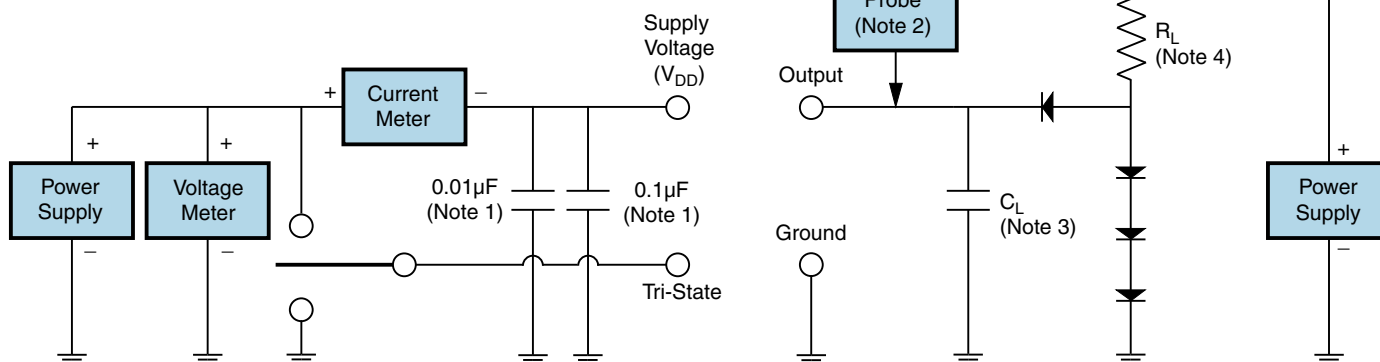 Supply
Voltage
(VDD)
Probe
(Note 2)
RL
(Note 4)
Output
+
Current
Meter
−
+
Power
Supply
−
+
Voltage
Meter
−
0.01µF
(Note 1)
0.1µF
(Note 1)
Tri-State
Ground
CL
(Note 3)
+
Power
Supply
−